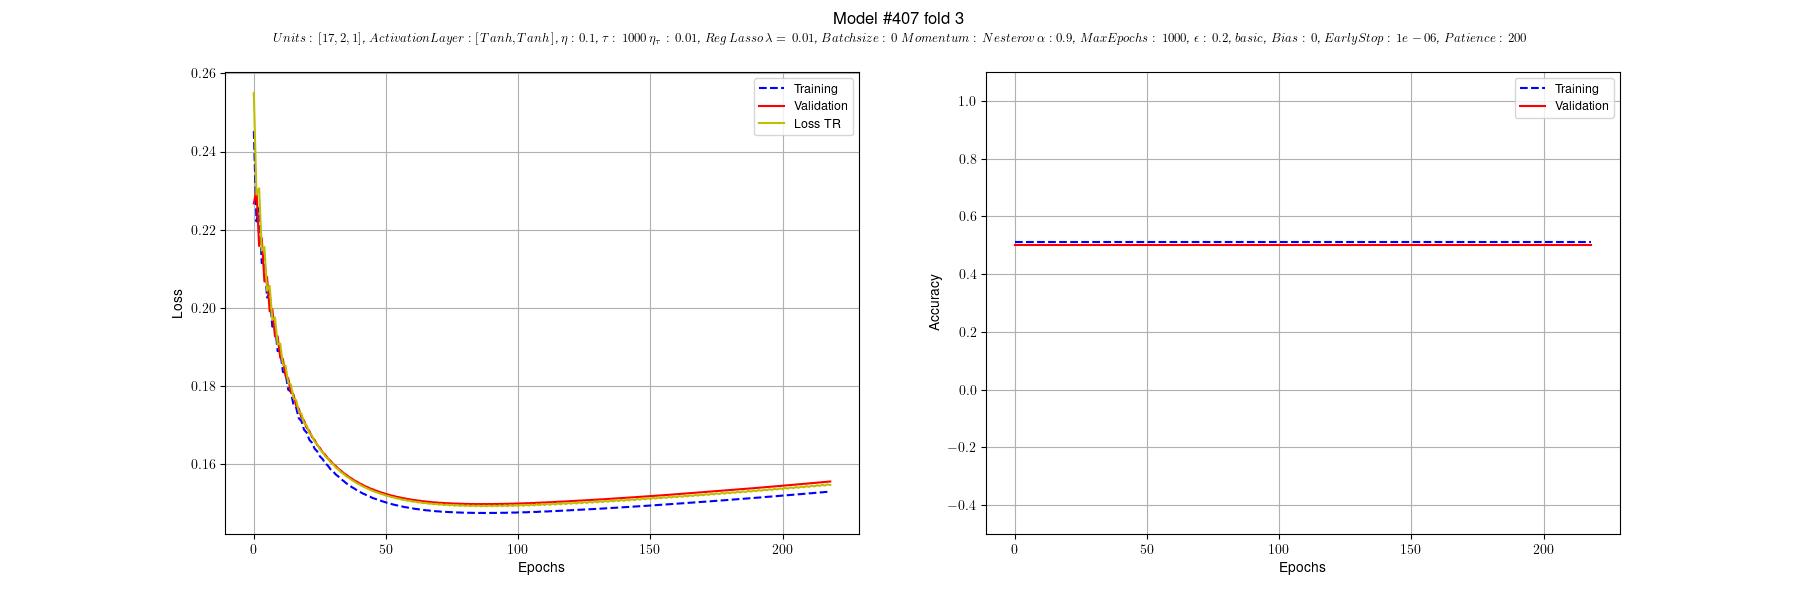 Model #407 fold 3
Units : [17, 2, 1], ActivationLayer : [Tanh, Tanh], η : 0.1, τ : 1000 η_τ : 0.01, Reg Lasso λ = 0.01, Batchsize : 0 Momentum : Nesterov α : 0.9, MaxEpochs : 1000, ϵ : 0.2, basic, Bias : 0, EarlyStop : 1e − 06, Patience : 200
Loss
0.26
0.24
0.22
0.20
0.18
0.16
Training
Validation
Loss TR
0 50 100 150 200
Epochs
Accuracy
1.0
0.8
0.6
0.4
0.2
0.0
−0.2
−0.4
Training
Validation
0 50 100 150 200
Epochs